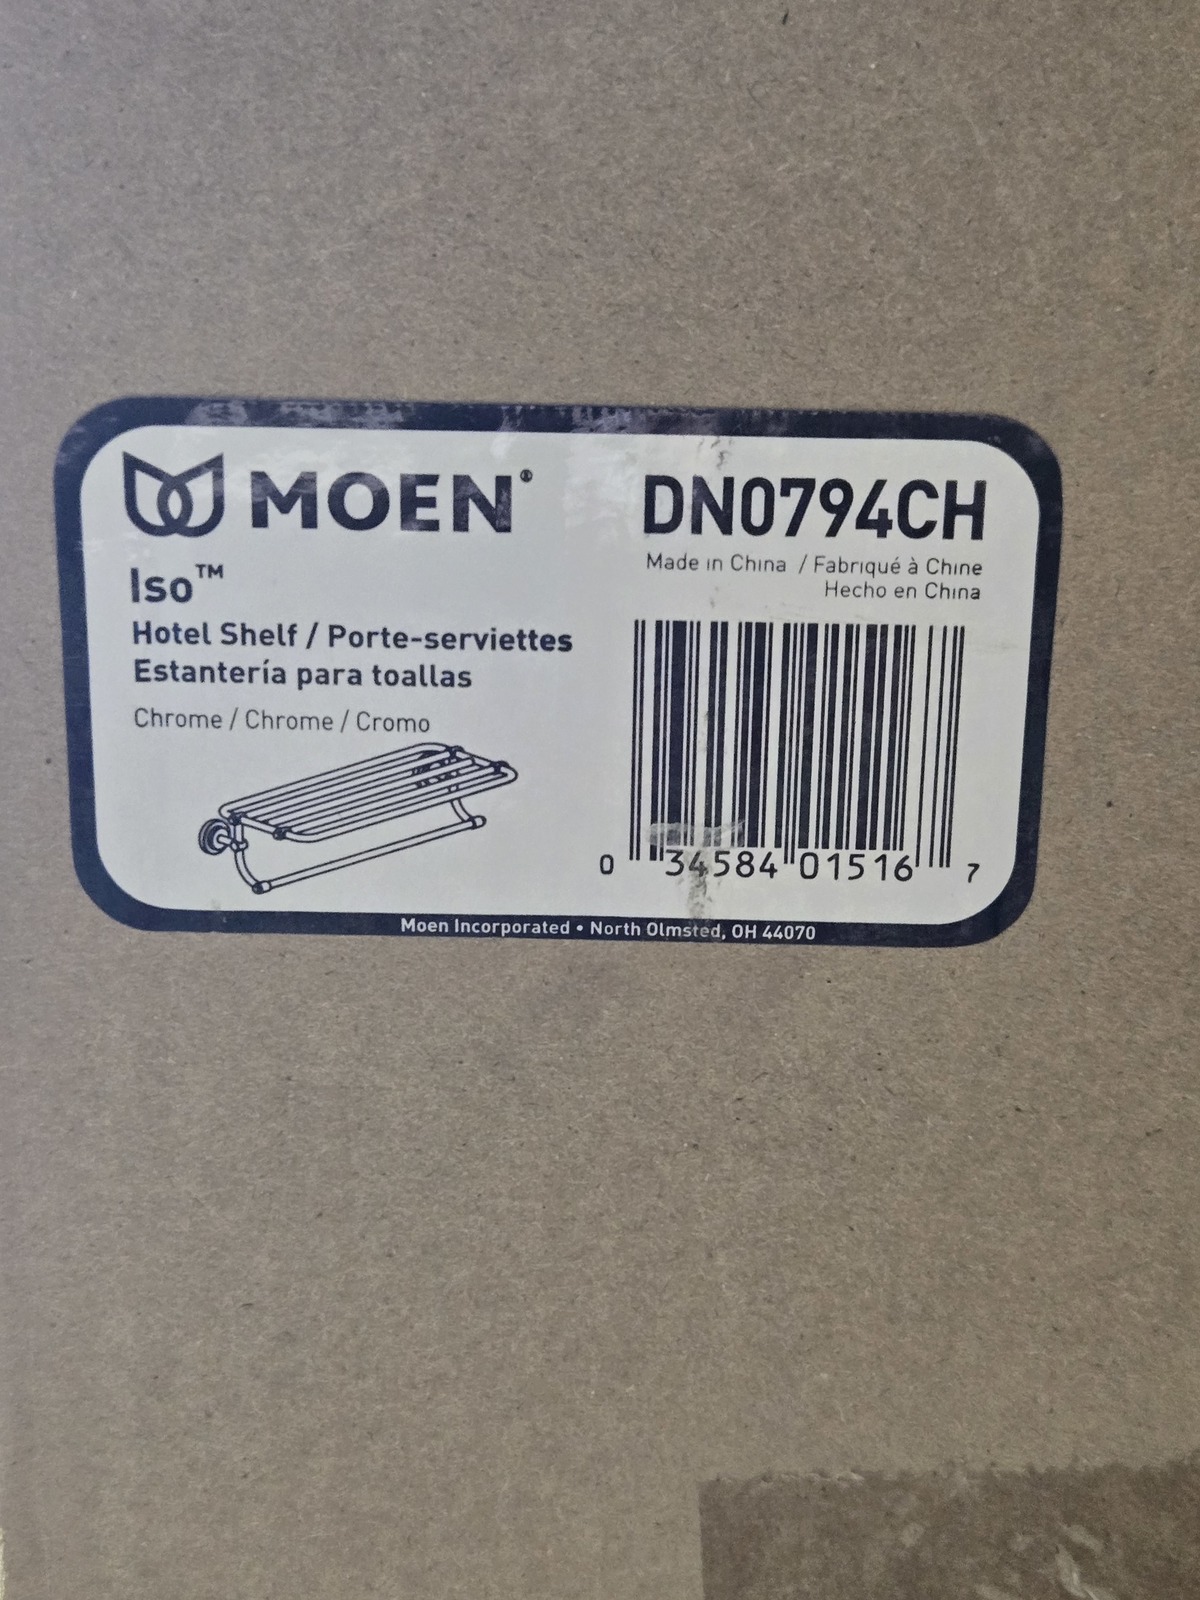 MOEN®
Iso™
Hotel Shelf / Porte-serviettes
Estantería para toallas
Chrome / Chrome / Cromo
DN0794CH
Made in China / Fabriqué à Chine
Hecho en China
0 34584 01516 7
Moen Incorporated • North Olmsted, OH 44070